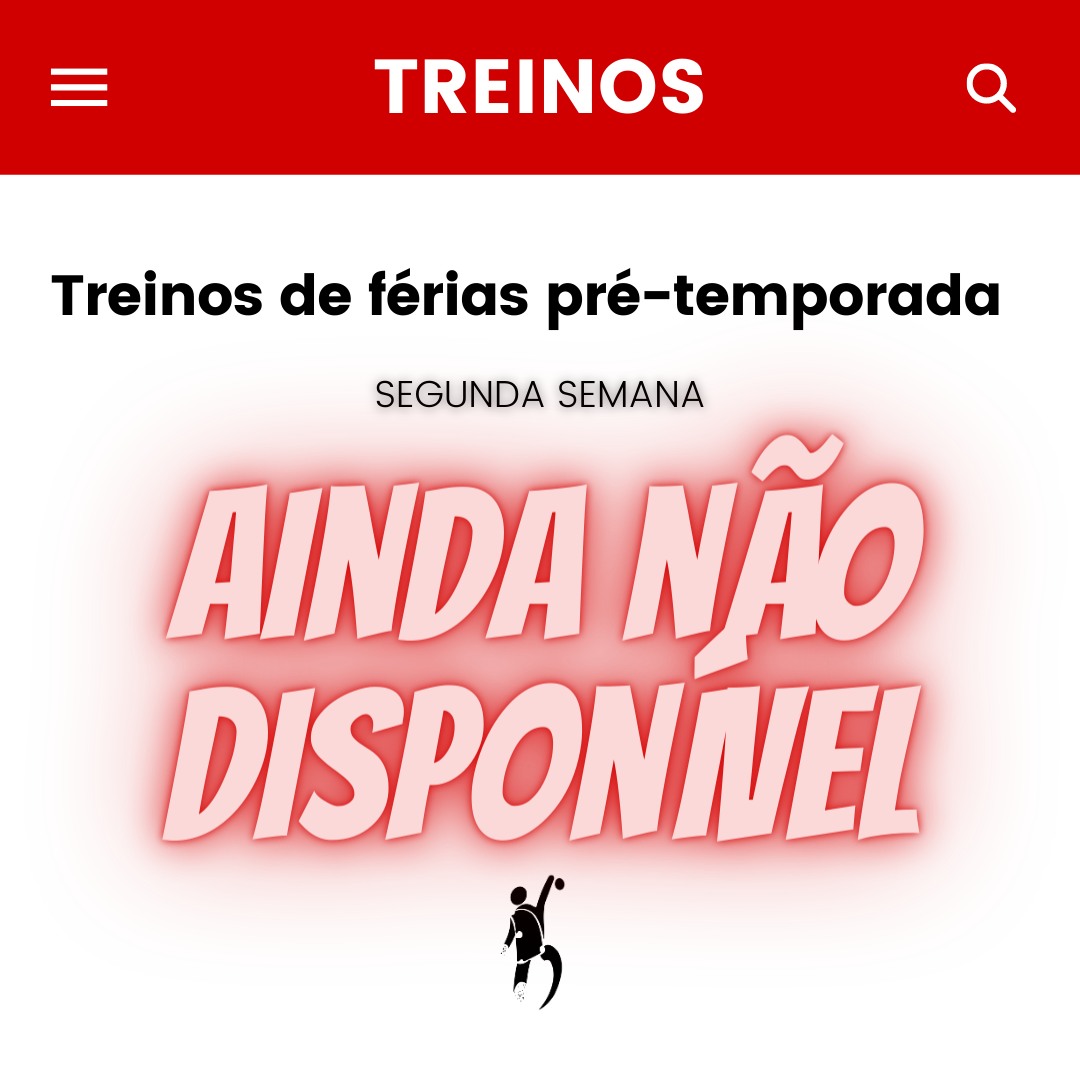 TREINOS
Treinos de férias pré-temporada
SEGUNDA SEMANA
AINDA NÃO
DISPONÍVEL